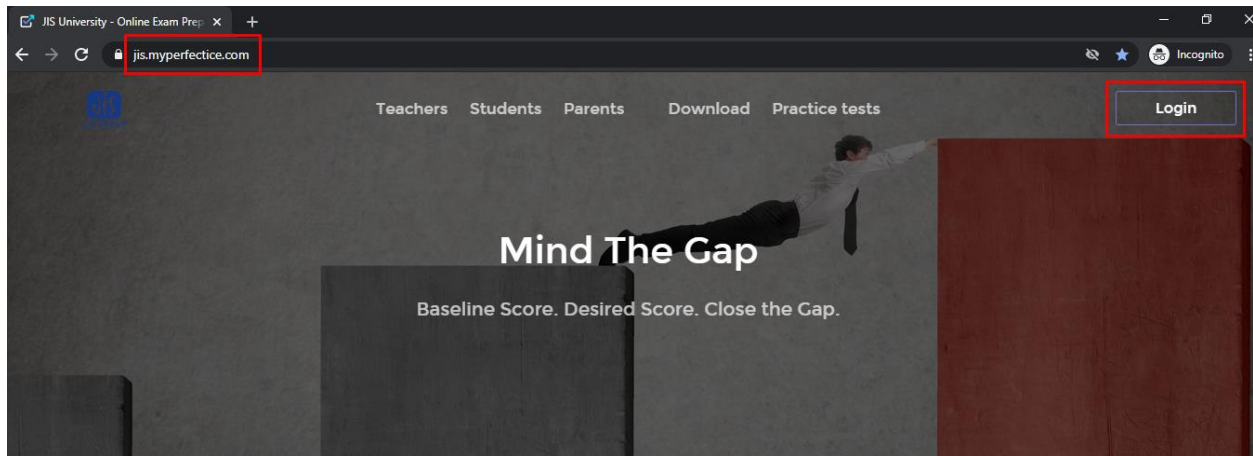 JIS University - Online Exam Prep
jis.myperfectice.com
Incognito
Teachers Students Parents Download Practice tests
Login
Mind The Gap
Baseline Score. Desired Score. Close the Gap.